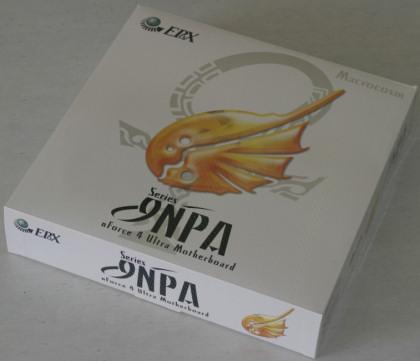 EPoX
Macrocosm
Series
9NPA
nForce 4 Ultra Motherboard
EPoX
Series
9NPA
nForce 4 Ultra Motherboard